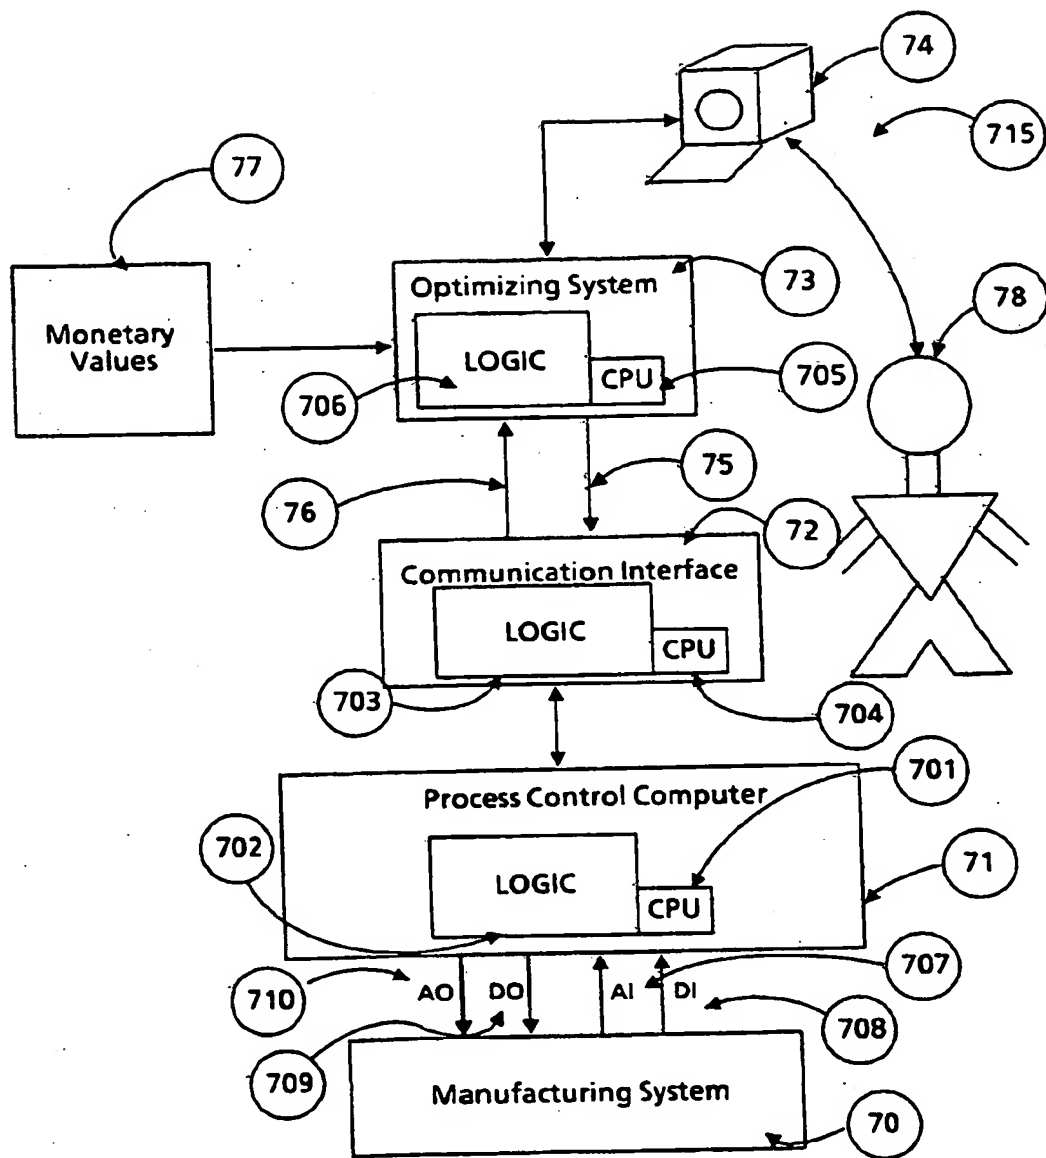 74
715
77
Optimizing System
73
78
Monetary
Values
LOGIC
CPU
705
706
75
76
72
Communication Interface
LOGIC
CPU
703
704
701
Process Control Computer
702
LOGIC
71
CPU
707
710
AO
DO
AI
DI
708
709
Manufacturing System
70